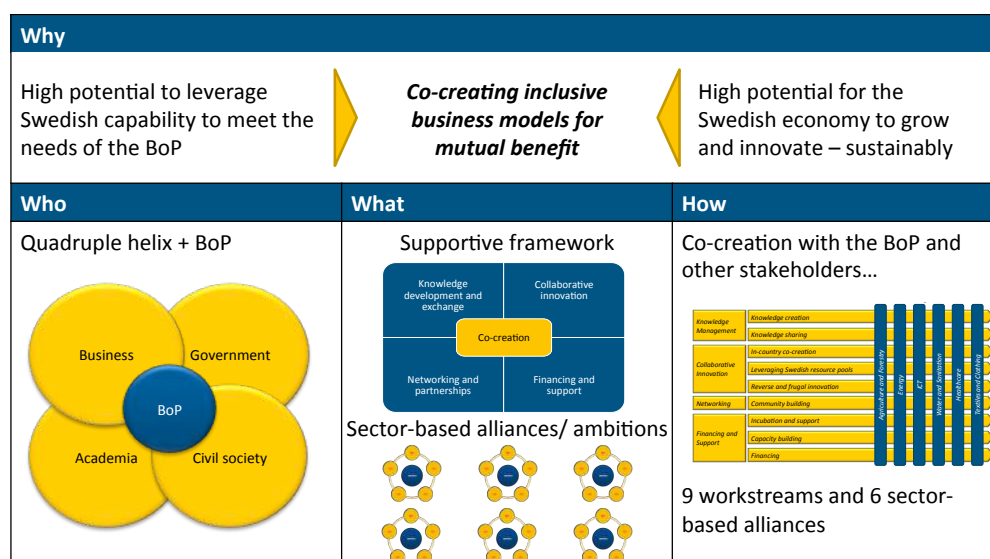 Why
High potential to leverage
Swedish capability to meet the
needs of the BoP
Co-creating inclusive
business models for
mutual benefit
High potential for the
Swedish economy to grow
and innovate – sustainably
Who
Quadruple helix + BoP
Business
Government
BoP
Academia
Civil society
What
Supportive framework
Knowledge
development and
exchange
Collaborative
innovation
Co-creation
Networking and
partnerships
Financing and
support
Sector-based alliances/ ambitions
How
Co-creation with the BoP and
other stakeholders…
Knowledge
Management
Knowledge creation
Knowledge sharing
Collaborative
Innovation
In-country co-creation
Leveraging Swedish resource pools
Reverse and frugal innovation
Networking
Community building
Financing and
Support
Incubation and support
Capacity building
Financing
Agriculture and Forestry
Energy
ICT
Water and Sanitation
Healthcare
Textiles and Clothing
9 workstreams and 6 sector-
based alliances